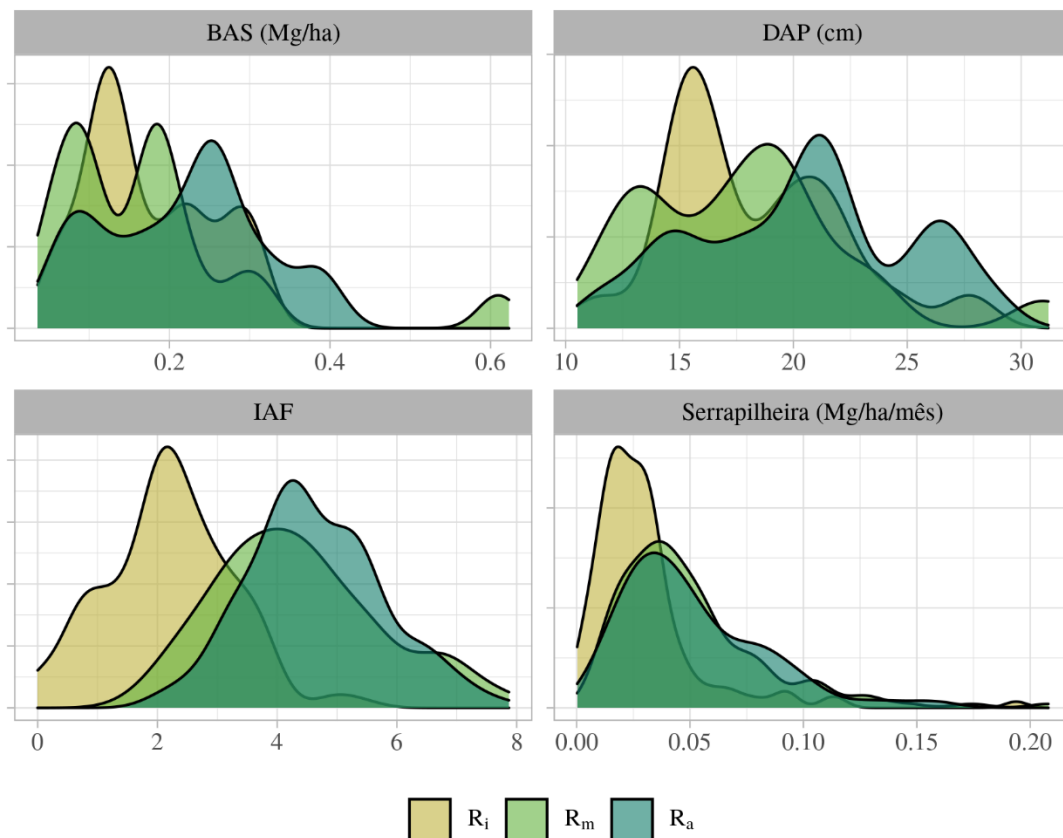 BAS (Mg/ha)
DAP (cm)
0.2 0.4 0.6
10 15 20 25 30
IAF
Serrapilheira (Mg/ha/mês)
0 2 4 6 8
0.00 0.05 0.10 0.15 0.20
Ri Rm Ra